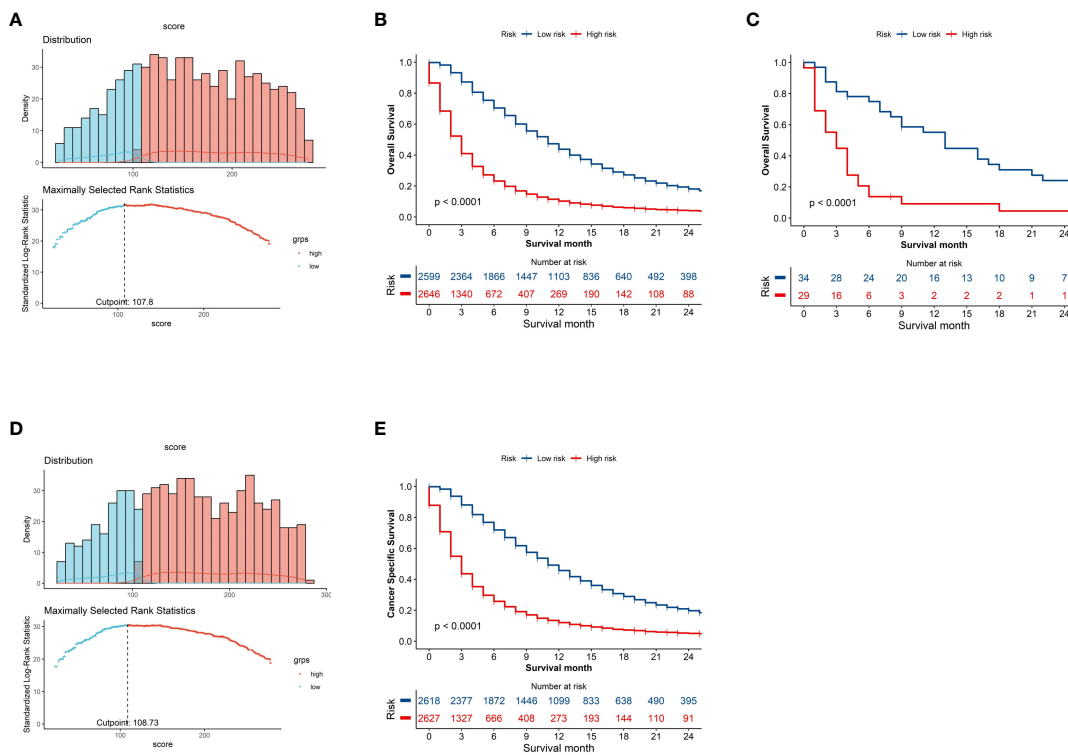 A
score
Distribution
Density
30
20
10
0
100
200
Maximally Selected Rank Statistics
Standardized Log-Rank Statistic
30
20
10
0
Cutpoint: 107.8
100
200
score
grps
high
low
B
Risk Low risk High risk
Overall Survival
1.0
0.8
0.6
0.4
0.2
0.0
p < 0.0001
0 3 6 9 12 15 18 21 24
Survival month
Number at risk
Risk
2599 2364 1866 1447 1103 836 640 492 398
2646 1340 672 407 269 190 142 108 88
0 3 6 9 12 15 18 21 24
Survival month
C
Risk Low risk High risk
Overall Survival
1.0
0.8
0.6
0.4
0.2
0.0
p < 0.0001
0 3 6 9 12 15 18 21 24
Survival month
Number at risk
Risk
34 28 24 20 16 13 10 9 7
29 16 6 3 2 2 2 1 1
0 3 6 9 12 15 18 21 24
Survival month
D
score
Distribution
Density
30
20
10
0
100
200
300
Maximally Selected Rank Statistics
Standardized Log-Rank Statistic
30
20
10
0
Cutpoint: 108.73
100
200
score
grps
high
low
E
Risk Low risk High risk
Cancer Specific Survival
1.0
0.8
0.6
0.4
0.2
0.0
p < 0.0001
0 3 6 9 12 15 18 21 24
Survival month
Number at risk
Risk
2618 2377 1872 1446 1099 833 638 490 395
2627 1327 666 408 273 193 144 110 91
0 3 6 9 12 15 18 21 24
Survival month